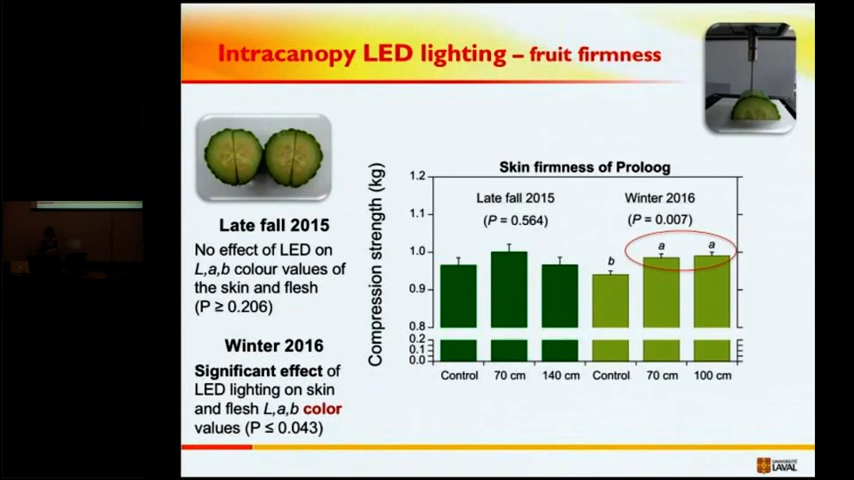 Intracanopy LED lighting – fruit firmness
Late fall 2015
No effect of LED on
L,a,b colour values of
the skin and flesh
(P ≥ 0.206)
Winter 2016
Significant effect of
LED lighting on skin
and flesh L,a,b color
values (P ≤ 0.043)
Skin firmness of Proloog
Compression strength (kg)
1.2
1.1
1.0
0.9
0.8
0.2
0.1
0.0
Late fall 2015
(P = 0.564)
Winter 2016
(P = 0.007)
b
a
a
Control 70 cm 140 cm Control 70 cm 100 cm
UNIVERSITÉ
LAVAL